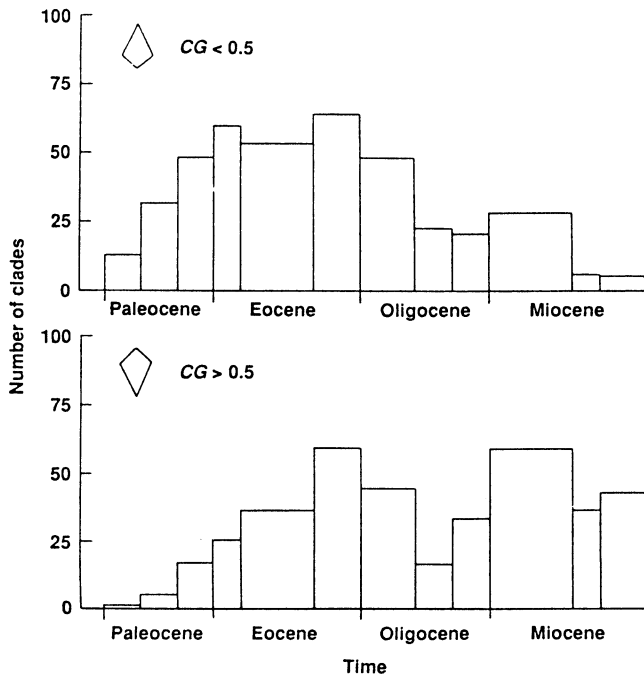 100
CG < 0.5
75
50
25
0
Paleocene Eocene Oligocene Miocene
Number of clades
100
CG > 0.5
75
50
25
0
Paleocene Eocene Oligocene Miocene
Time